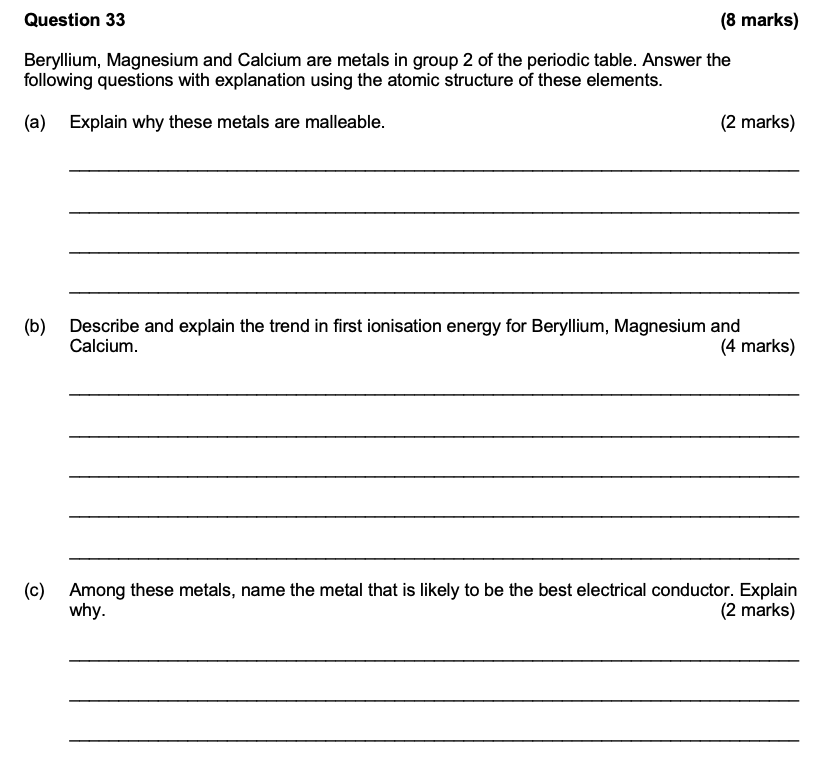 Question 33 (8 marks)
Beryllium, Magnesium and Calcium are metals in group 2 of the periodic table. Answer the
following questions with explanation using the atomic structure of these elements.
(a) Explain why these metals are malleable. (2 marks)
(b) Describe and explain the trend in first ionisation energy for Beryllium, Magnesium and
Calcium. (4 marks)
(c) Among these metals, name the metal that is likely to be the best electrical conductor. Explain
why. (2 marks)